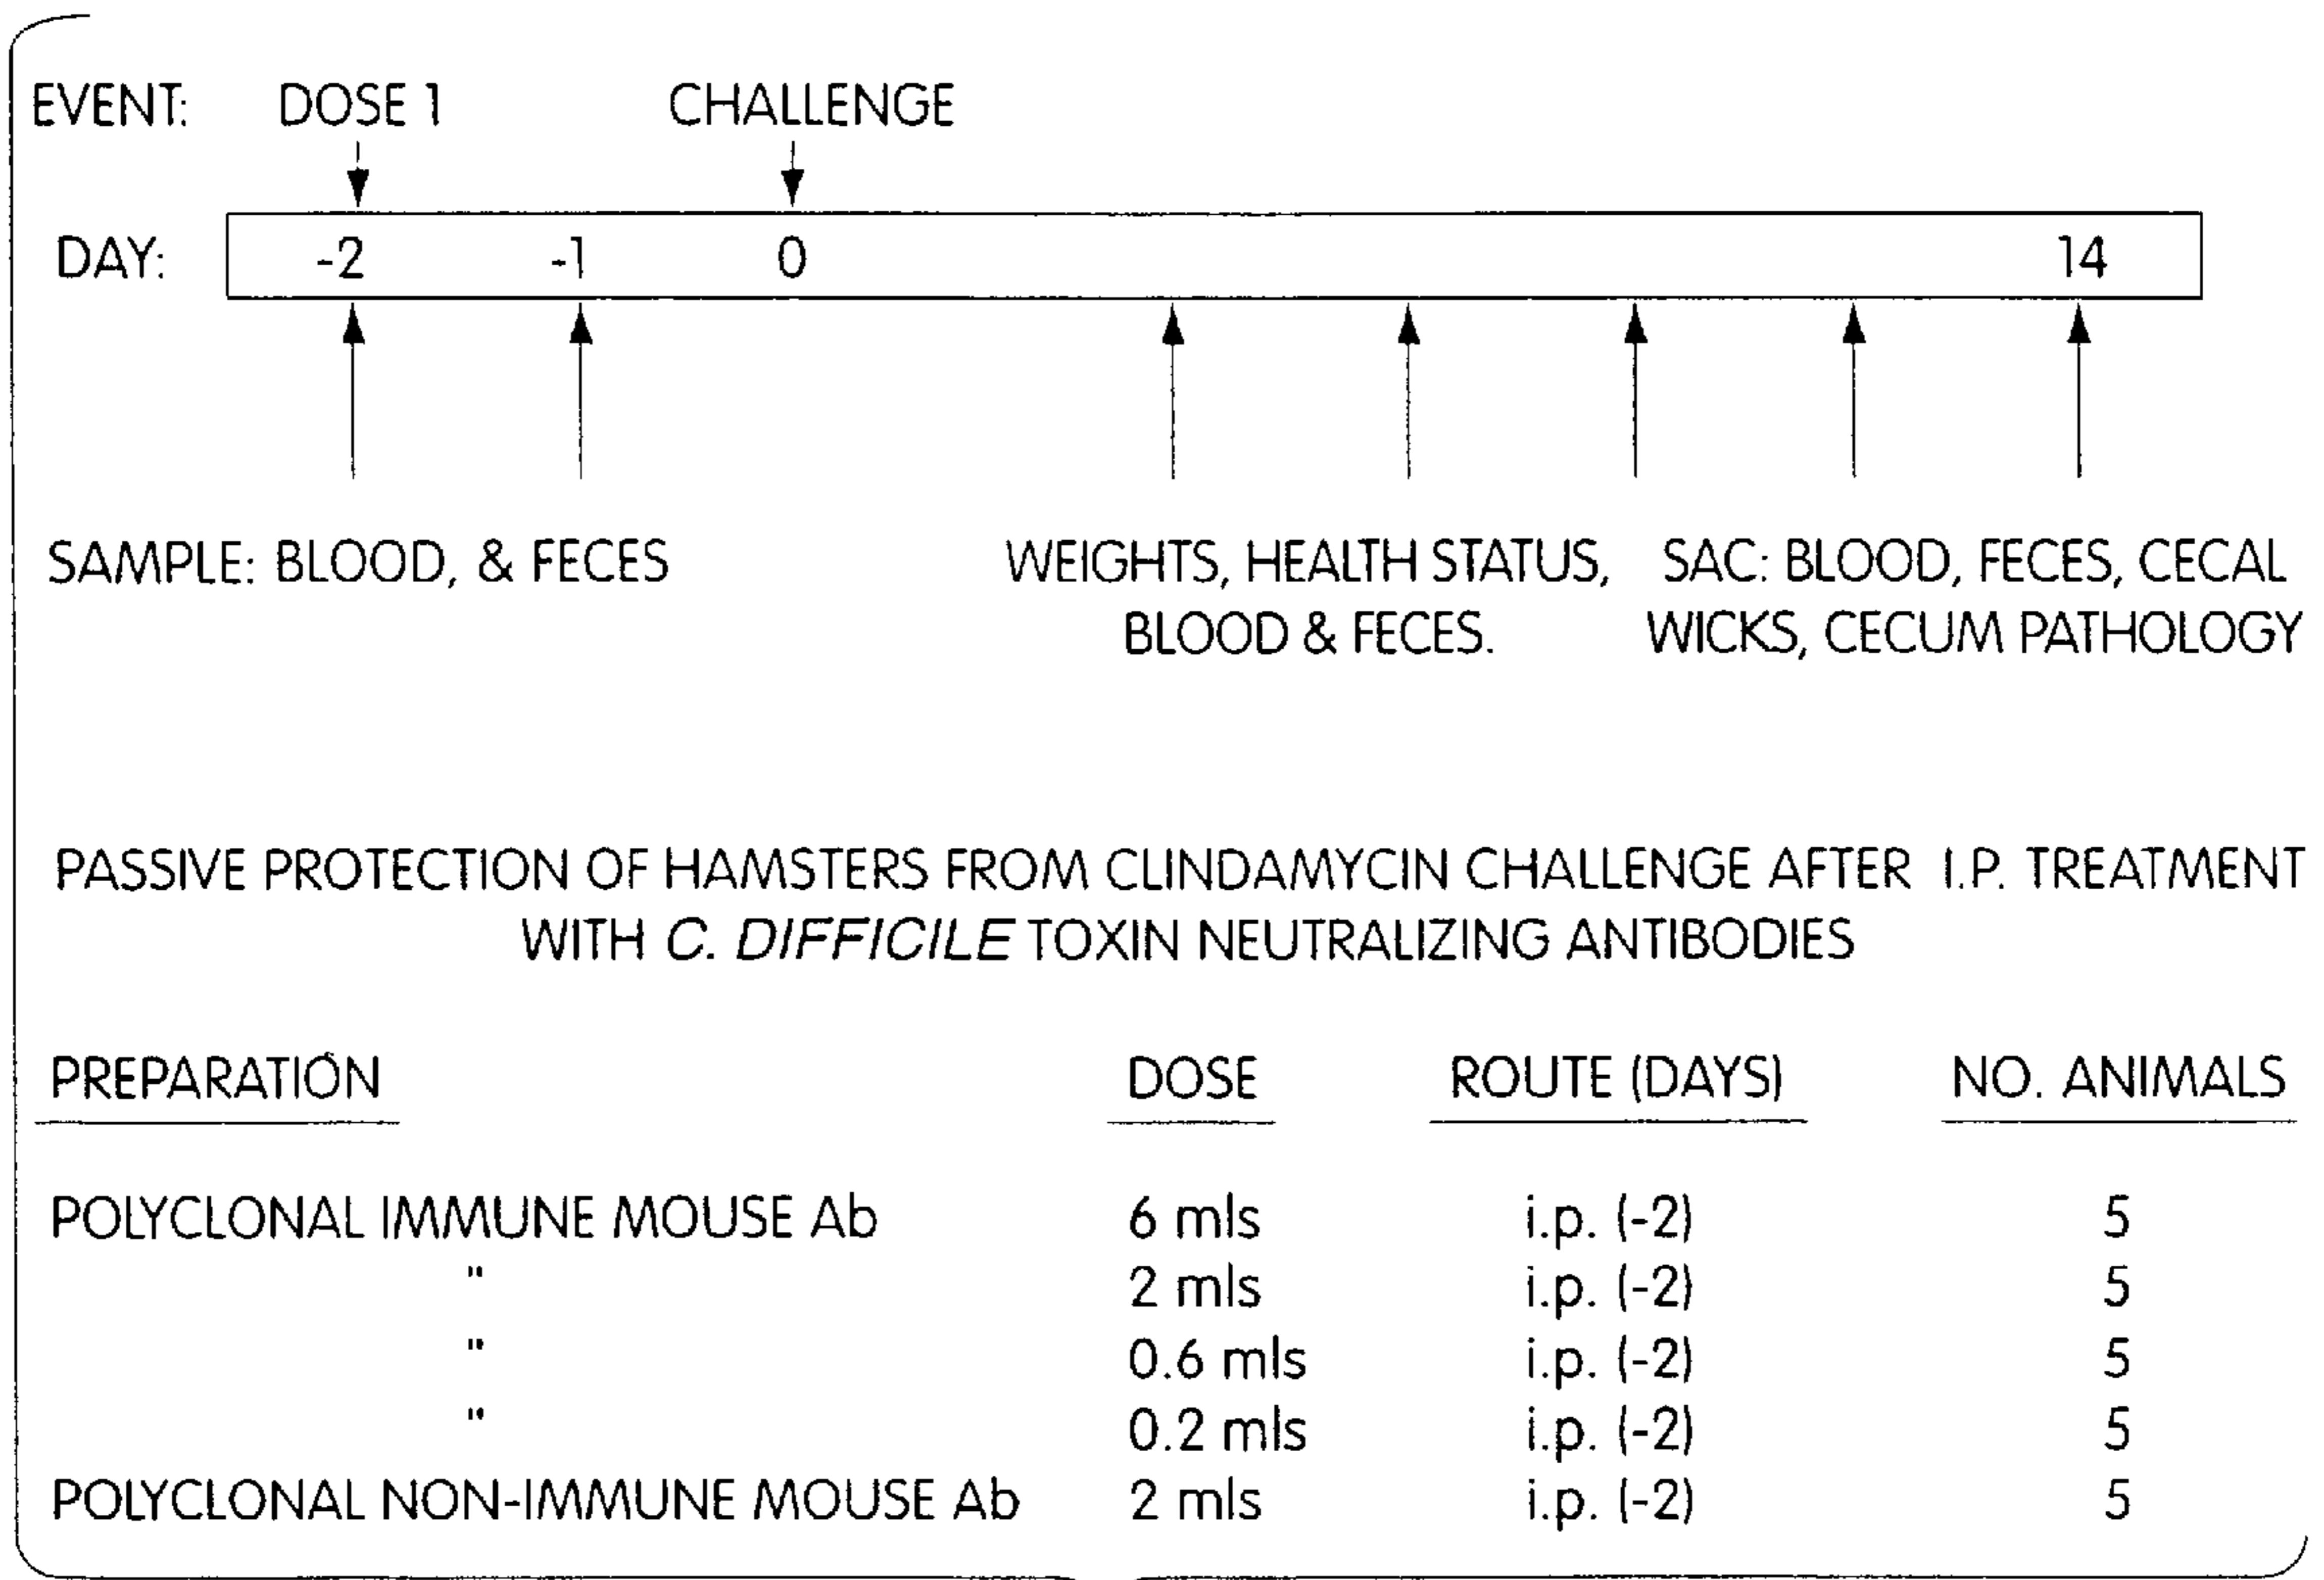 EVENT: DOSE 1 CHALLENGE
DAY: -2 -1 0 14
SAMPLE: BLOOD, & FECES WEIGHTS, HEALTH STATUS, SAC: BLOOD, FECES, CECAL
BLOOD & FECES. WICKS, CECUM PATHOLOGY
PASSIVE PROTECTION OF HAMSTERS FROM CLINDAMYCIN CHALLENGE AFTER I.P. TREATMENT
WITH C. DIFFICILE TOXIN NEUTRALIZING ANTIBODIES
PREPARATION DOSE ROUTE (DAYS) NO. ANIMALS
POLYCLONAL IMMUNE MOUSE Ab 6 mls i.p. (-2) 5
" 2 mls i.p. (-2) 5
" 0.6 mls i.p. (-2) 5
" 0.2 mls i.p. (-2) 5
POLYCLONAL NON-IMMUNE MOUSE Ab 2 mls i.p. (-2) 5